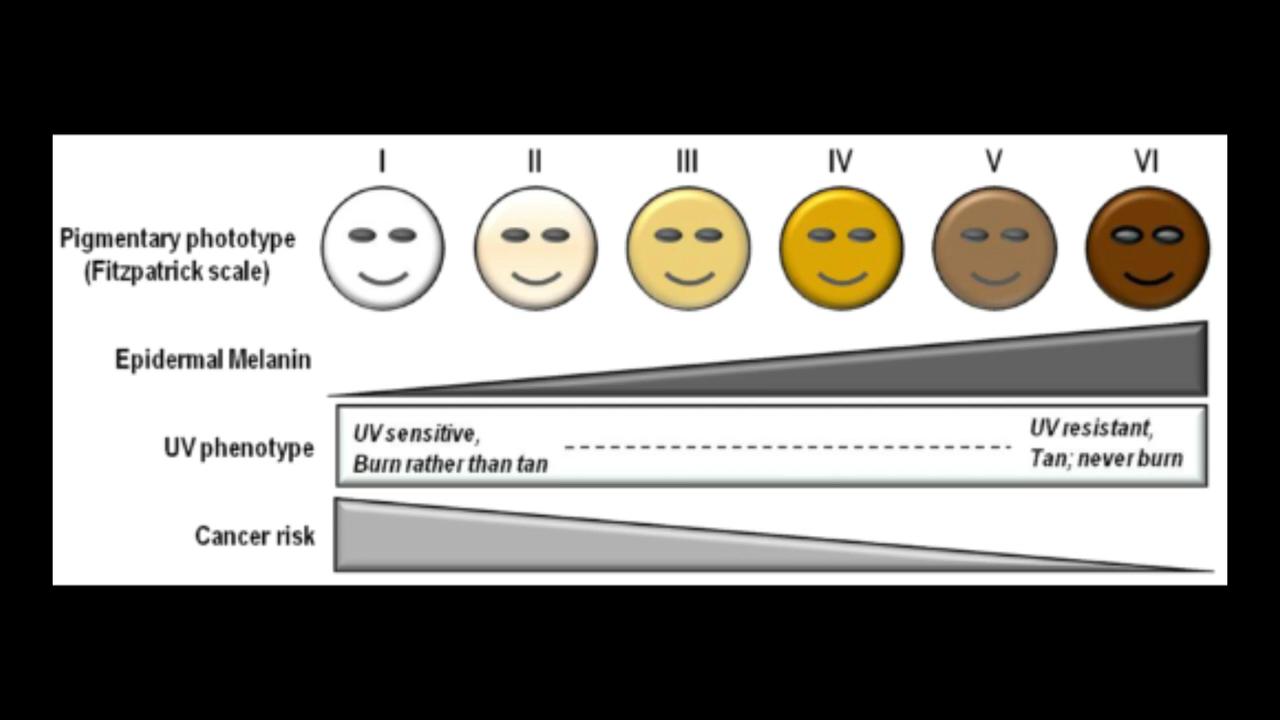 I II III IV V VI
Pigmentary phototype
(Fitzpatrick scale)
Epidermal Melanin
UV phenotype
UV sensitive,
Burn rather than tan
UV resistant,
Tan; never burn
Cancer risk